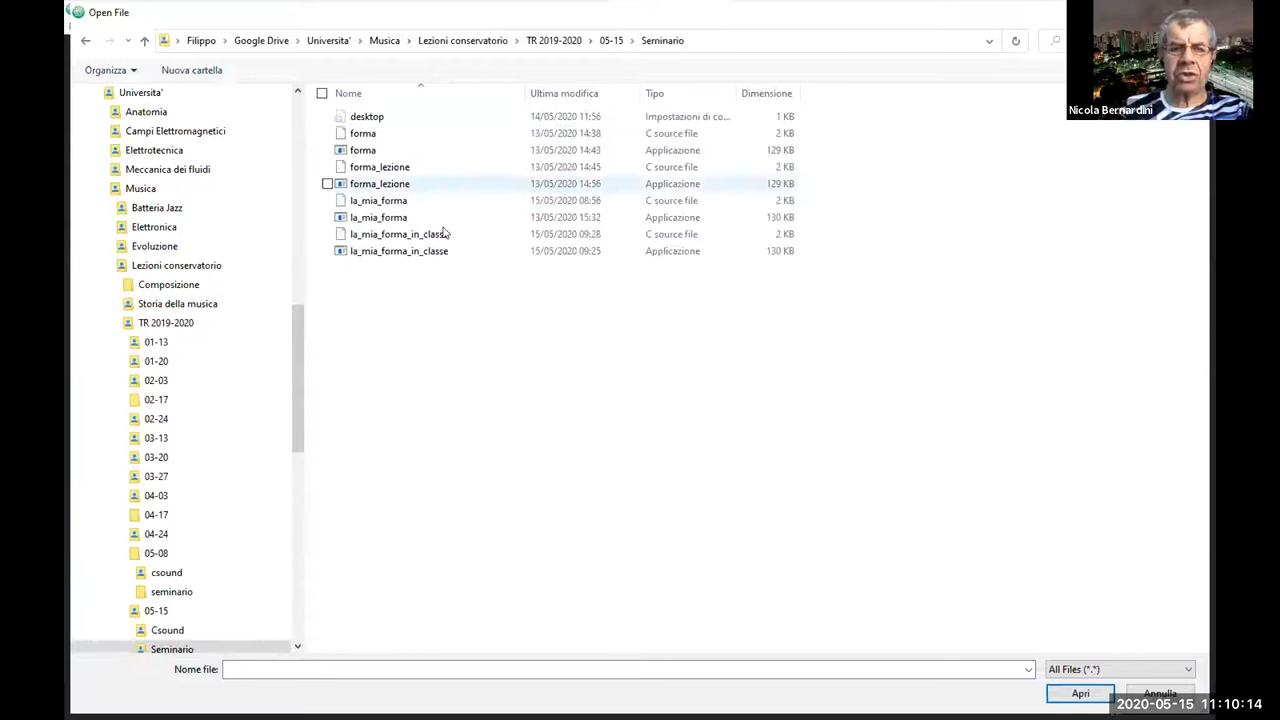 Open File
Filippo Google Drive Universita' Musica Lezioni conservatorio TR 2019-2020 05-15 Seminario
Organizza Nuova cartella
Universita'
Anatomia
Campi Elettromagnetici
Elettrotecnica
Meccanica dei fluidi
Musica
Batteria Jazz
Elettronica
Evoluzione
Lezioni conservatorio
Composizione
Storia della musica
TR 2019-2020
01-13
01-20
02-03
02-17
02-24
03-13
03-20
03-27
04-03
04-17
04-24
05-08
csound
seminario
05-15
Csound
Seminario
Nome Ultima modifica Tipo Dimensione
desktop 14/05/2020 11:56 Impostazioni di co... 1 KB
forma 13/05/2020 14:38 C source file 2 KB
forma 13/05/2020 14:43 Applicazione 129 KB
forma_lezione 13/05/2020 14:45 C source file 2 KB
forma_lezione 13/05/2020 14:56 Applicazione 129 KB
la_mia_forma 15/05/2020 08:56 C source file 2 KB
la_mia_forma 13/05/2020 15:32 Applicazione 130 KB
la_mia_forma_in_classe 15/05/2020 09:28 C source file 2 KB
la_mia_forma_in_classe 15/05/2020 09:25 Applicazione 130 KB
Nome file: All Files (*.*)
Apri Annulla
Nicola Bernardini
2020-05-15 11:10:14